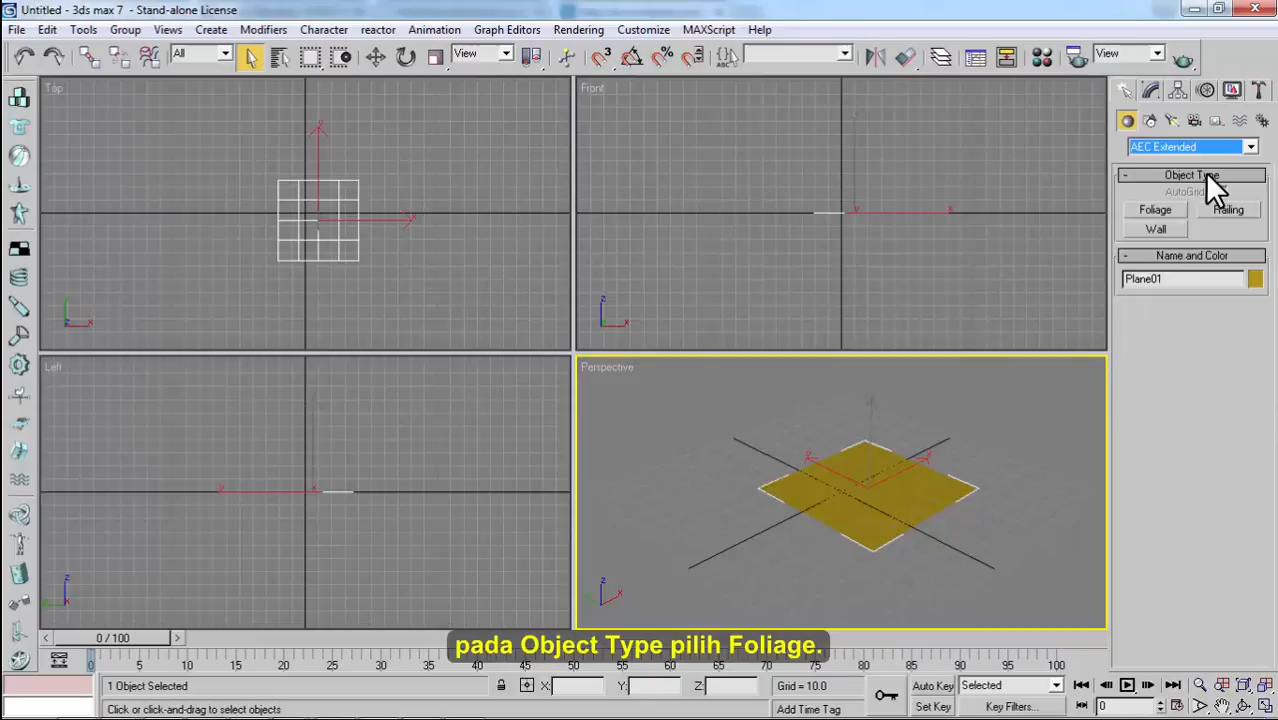 Untitled - 3ds max 7 - Stand-alone License
File Edit Tools Group Views Create Modifiers Character reactor Animation Graph Editors Rendering Customize MAXScript Help
All View View
Top
Front
Left
Perspective
AEC Extended
- Object Type
AutoGrid
Foliage Railing
Wall
- Name and Color
Plane01
pada Object Type pilih Foliage.
0 / 100
0 5 10 15 20 25 30 35 40 45 50 55 60 65 70 75 80 85 90 95 100
1 Object Selected X: Y: Z: Grid = 10.0 Auto Key Selected
Click or click-and-drag to select objects Add Time Tag Set Key Key Filters... 0